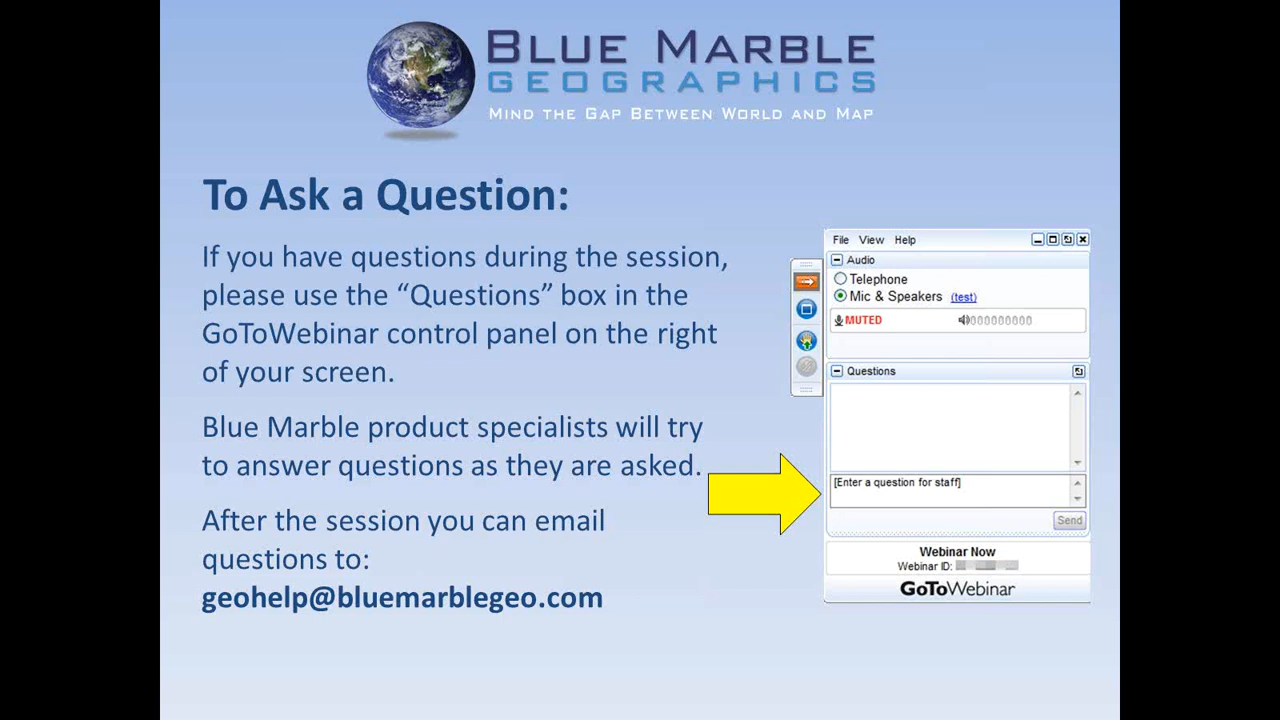 BLUE MARBLE
GEOGRAPHICS
MIND THE GAP BETWEEN WORLD AND MAP
To Ask a Question:
If you have questions during the session,
please use the “Questions” box in the
GoToWebinar control panel on the right
of your screen.
Blue Marble product specialists will try
to answer questions as they are asked.
After the session you can email
questions to:
geohelp@bluemarblegeo.com
File View Help
Audio
Telephone
Mic & Speakers (test)
MUTED
Questions
[Enter a question for staff]
Send
Webinar Now
Webinar ID:
GoToWebinar